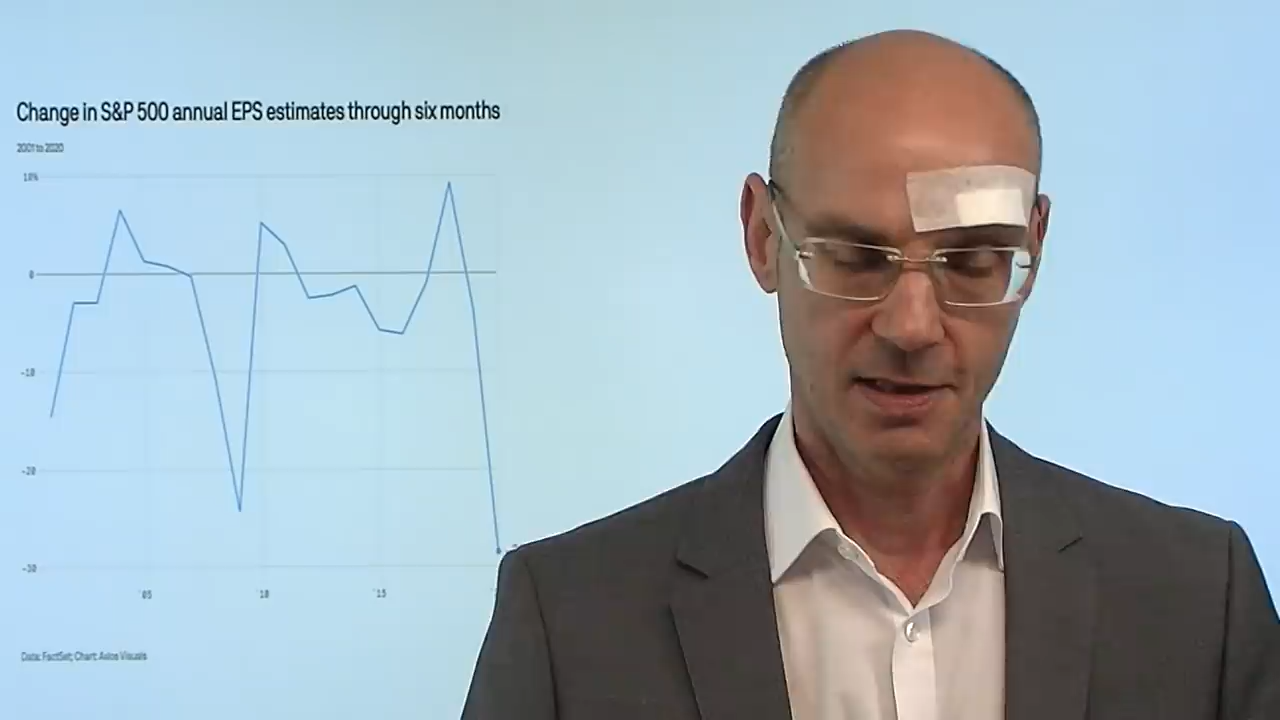 Change in S&P 500 annual EPS estimates through six months
2001 to 2020
10%
0
-10
-20
-30
'05
'10
'15
Data: FactSet; Chart: Axios Visuals